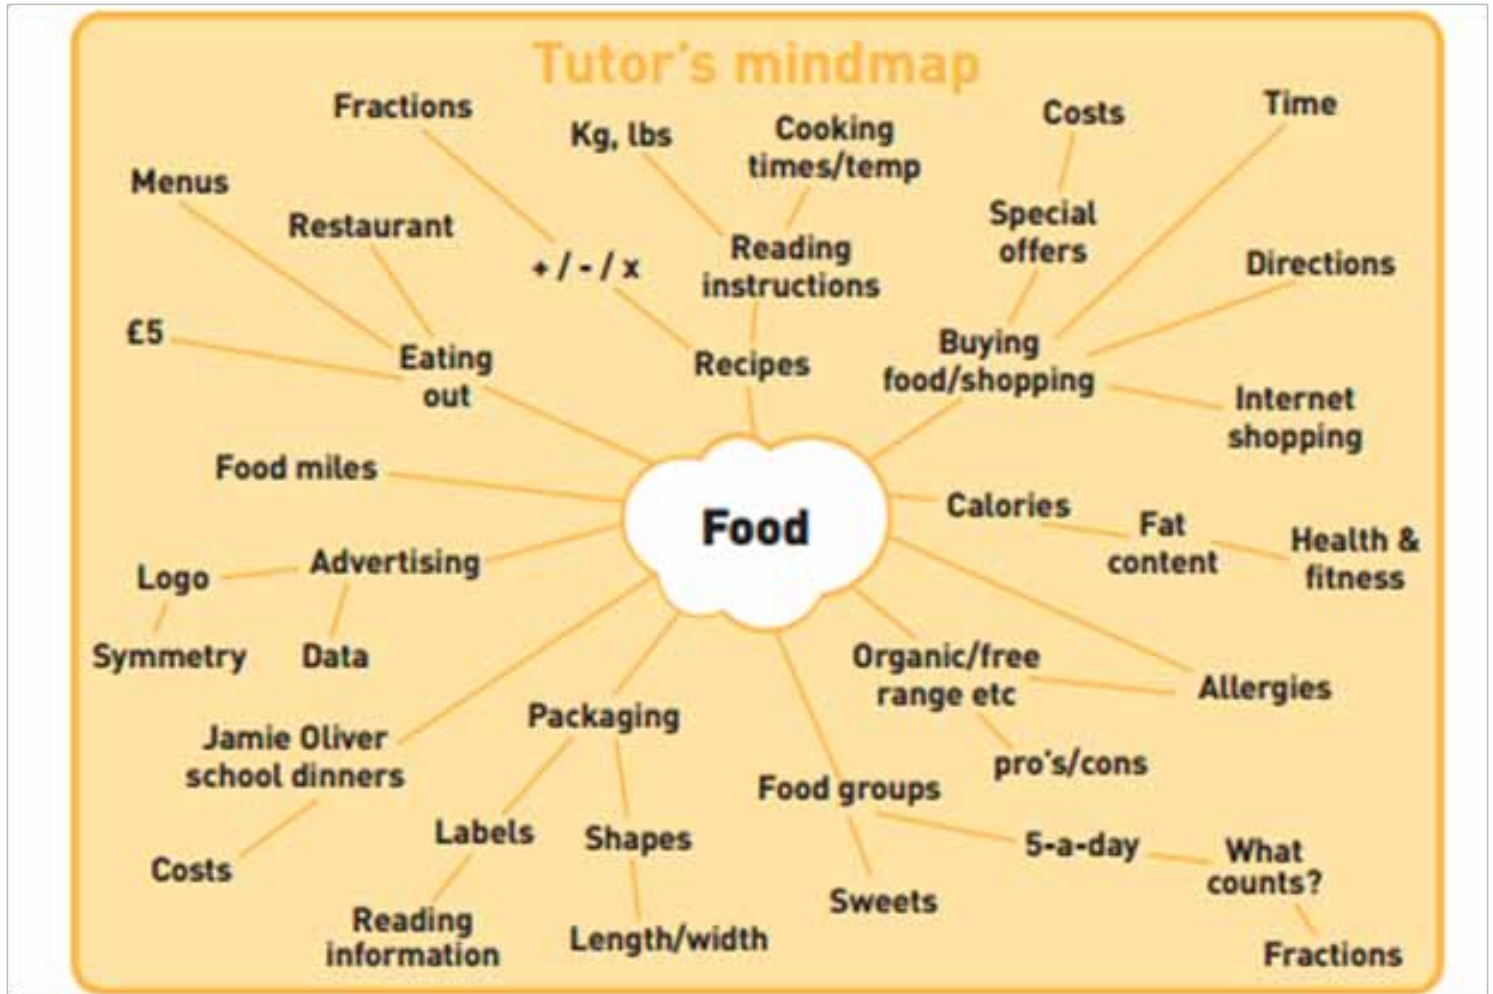 Tutor's mindmap
Fractions
Kg, lbs
Cooking
times/temp
Costs
Time
Menus
Restaurant
+ / - / x
Reading
instructions
Special
offers
Directions
£5
Eating
out
Recipes
Buying
food/shopping
Internet
shopping
Food miles
Food
Calories
Fat
content
Health &
fitness
Logo
Advertising
Symmetry
Data
Organic/free
range etc
Allergies
Jamie Oliver
school dinners
Packaging
pro's/cons
Food groups
Costs
Labels
Shapes
5-a-day
What
counts?
Sweets
Reading
information
Length/width
Fractions